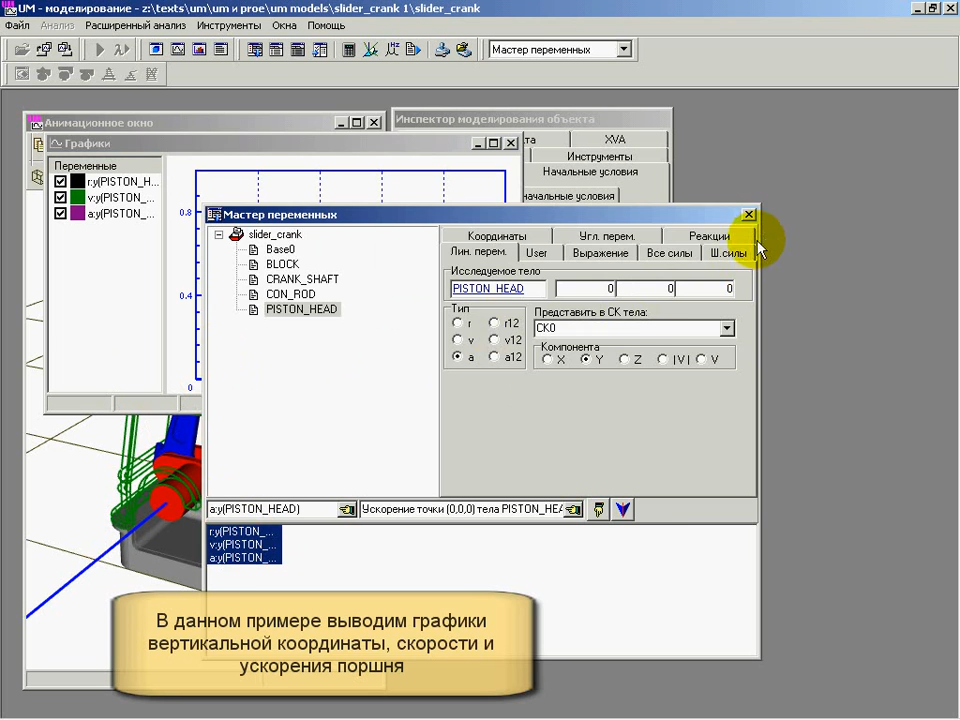 UM - моделирование - z:\texts\um\um и proe\um models\slider_crank 1\slider_crank
Файл Анализ Расширенный анализ Инструменты Окна Помощь
Мастер переменных
Анимационное окно
Инспектор моделирования объекта
Графики
та XVA
Инструменты
Начальные условия
начальные условия
Переменные
r:y(PISTON_H...
v:y(PISTON_...
a:y(PISTON_...
0.8
0.4
0
Мастер переменных
slider_crank
Base0
BLOCK
CRANK_SHAFT
CON_ROD
PISTON_HEAD
Координаты Угл. перем. Реакции
Лин. перем. User Выражение Все силы Ш.силы
Исследуемое тело
PISTON_HEAD 0 0 0
Тип
r r12
v v12
a a12
Представить в СК тела:
СК0
Компонента
X Y Z |V| V
a:y(PISTON_HEAD) Ускорение точки (0,0,0) тела PISTON_HEA
r:y(PISTON_...
v:y(PISTON_...
a:y(PISTON_...
В данном примере выводим графики
вертикальной координаты, скорости и
ускорения поршня